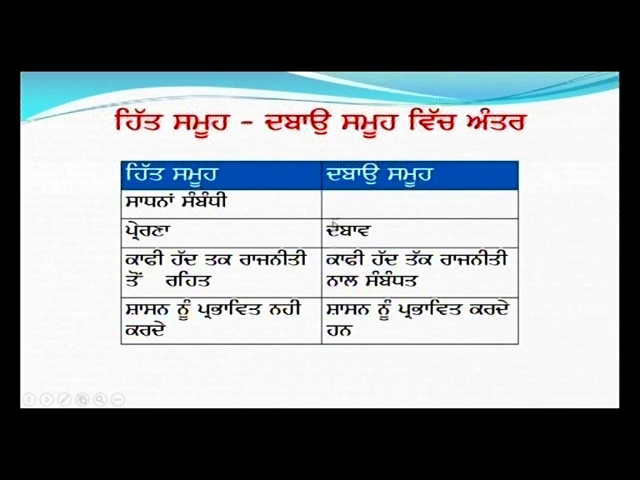 ਹਿੱਤ ਸਮੂਹ - ਦਬਾਉ ਸਮੂਹ ਵਿੱਚ ਅੰਤਰ
ਹਿੱਤ ਸਮੂਹ
ਦਬਾਉ ਸਮੂਹ
ਸਾਧਨਾਂ ਸੰਬੰਧੀ
ਪ੍ਰੇਰਣਾ
ਦਬਾਵ
ਕਾਫੀ ਹੱਦ ਤਕ ਰਾਜਨੀਤੀ
ਤੋਂ ਰਹਿਤ
ਕਾਫੀ ਹੱਦ ਤੱਕ ਰਾਜਨੀਤੀ
ਨਾਲ ਸੰਬੰਧਤ
ਸ਼ਾਸਨ ਨੂੰ ਪ੍ਰਭਾਵਿਤ ਨਹੀ
ਕਰਦੇ
ਸ਼ਾਸਨ ਨੂੰ ਪ੍ਰਭਾਵਿਤ ਕਰਦੇ
ਹਨ